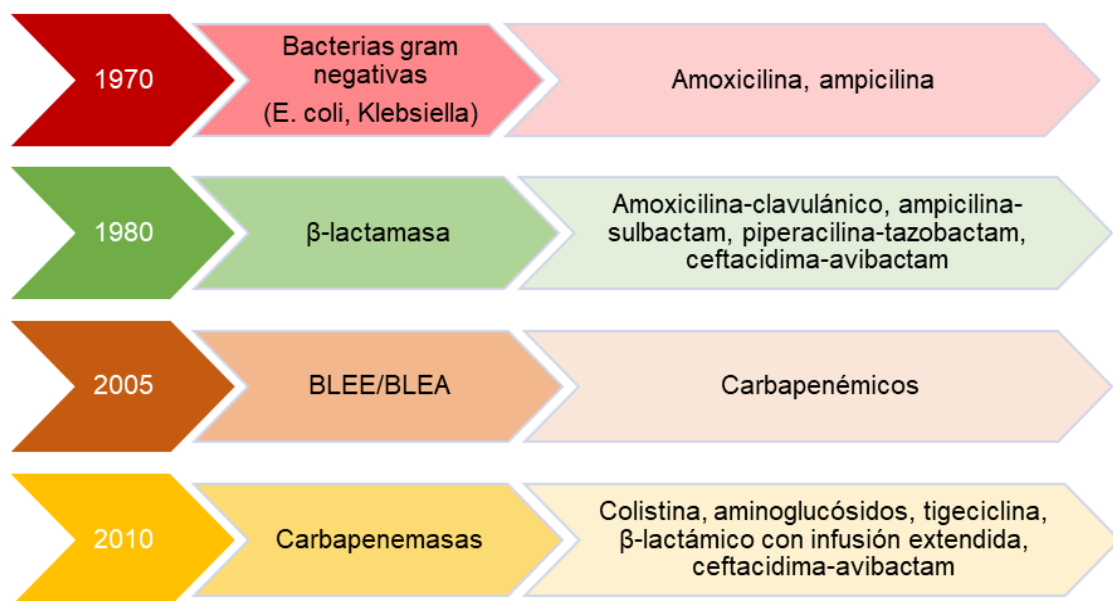 1970
Bacterias gram
negativas
(E. coli, Klebsiella)
Amoxicilina, ampicilina
1980
β-lactamasa
Amoxicilina-clavulánico, ampicilina-
sulbactam, piperacilina-tazobactam,
ceftacidima-avibactam
2005
BLEE/BLEA
Carbapenémicos
2010
Carbapenemasas
Colistina, aminoglucósidos, tigeciclina,
β-lactámico con infusión extendida,
ceftacidima-avibactam